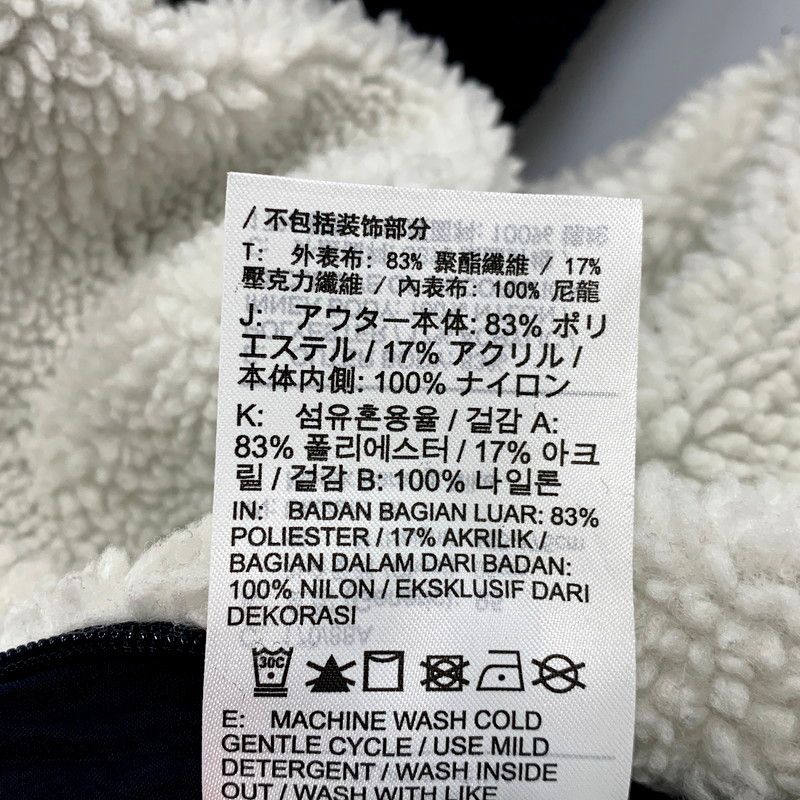 / 不包括装饰部分
T: 外表布: 83% 聚酯纖維 / 17%
壓克力纖維 / 內表布: 100% 尼龍
J: アウター本体: 83% ポリ
エステル / 17% アクリル /
本体内側: 100% ナイロン
K: 섬유혼용율 / 겉감 A:
83% 폴리에스터 / 17% 아크
릴 / 겉감 B: 100% 나일론
IN: BADAN BAGIAN LUAR: 83%
POLIESTER / 17% AKRILIK /
BAGIAN DALAM DARI BADAN:
100% NILON / EKSKLUSIF DARI
DEKORASI
30C
E: MACHINE WASH COLD
GENTLE CYCLE / USE MILD
DETERGENT / WASH INSIDE
OUT / WASH WITH LIKE